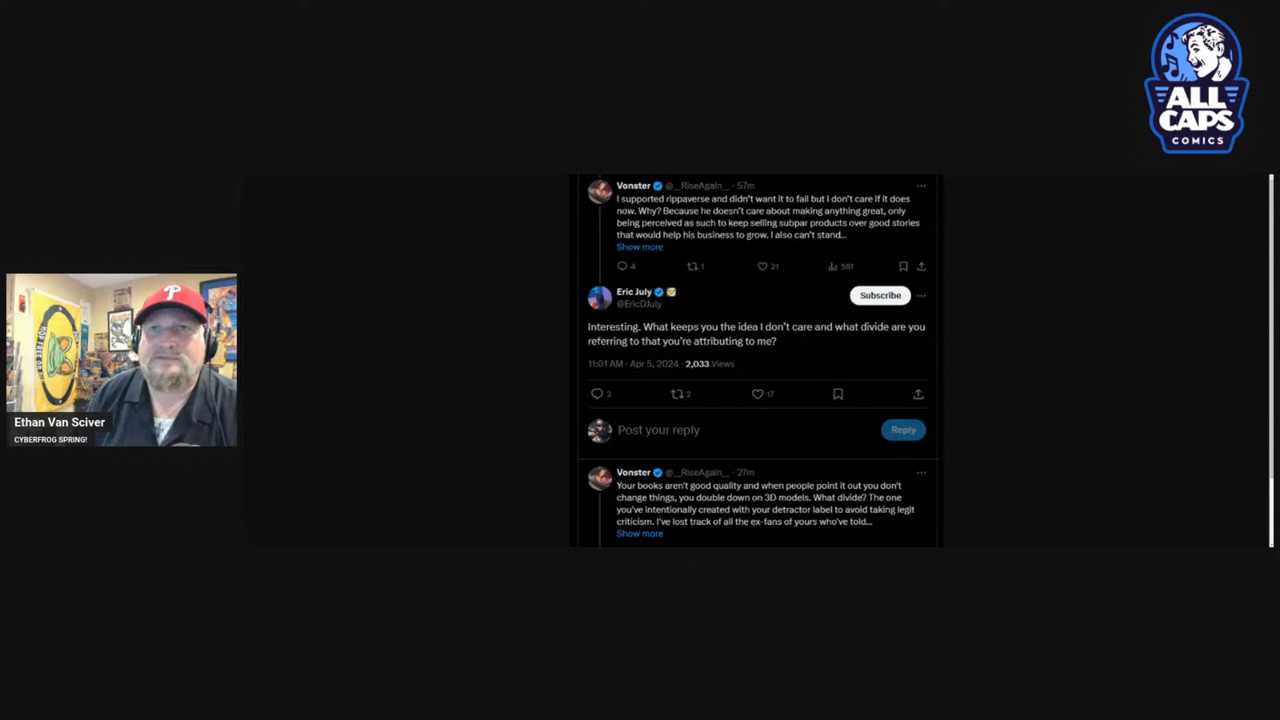 ALL
CAPS
COMICS
Vonster @__RiseAgain__ · 57m
I supported rippaverse and didn't want it to fail but I don't care if it does
now. Why? Because he doesn't care about making anything great, only
being perceived as such to keep selling subpar products over good stories
that would help his business to grow. I also can't stand...
Show more
4 1 21 581
Eric July
@EricDJuly
Subscribe
Interesting. What keeps you the idea I don't care and what divide are you
referring to that you're attributing to me?
11:01 AM · Apr 5, 2024 · 2,033 Views
3 2 17
Post your reply
Reply
Vonster @__RiseAgain__ · 27m
Your books aren't good quality and when people point it out you don't
change things, you double down on 3D models. What divide? The one
you've intentionally created with your detractor label to avoid taking legit
criticism. I've lost track of all the ex-fans of yours who've told...
Show more
Ethan Van Sciver
CYBERFROG SPRING!